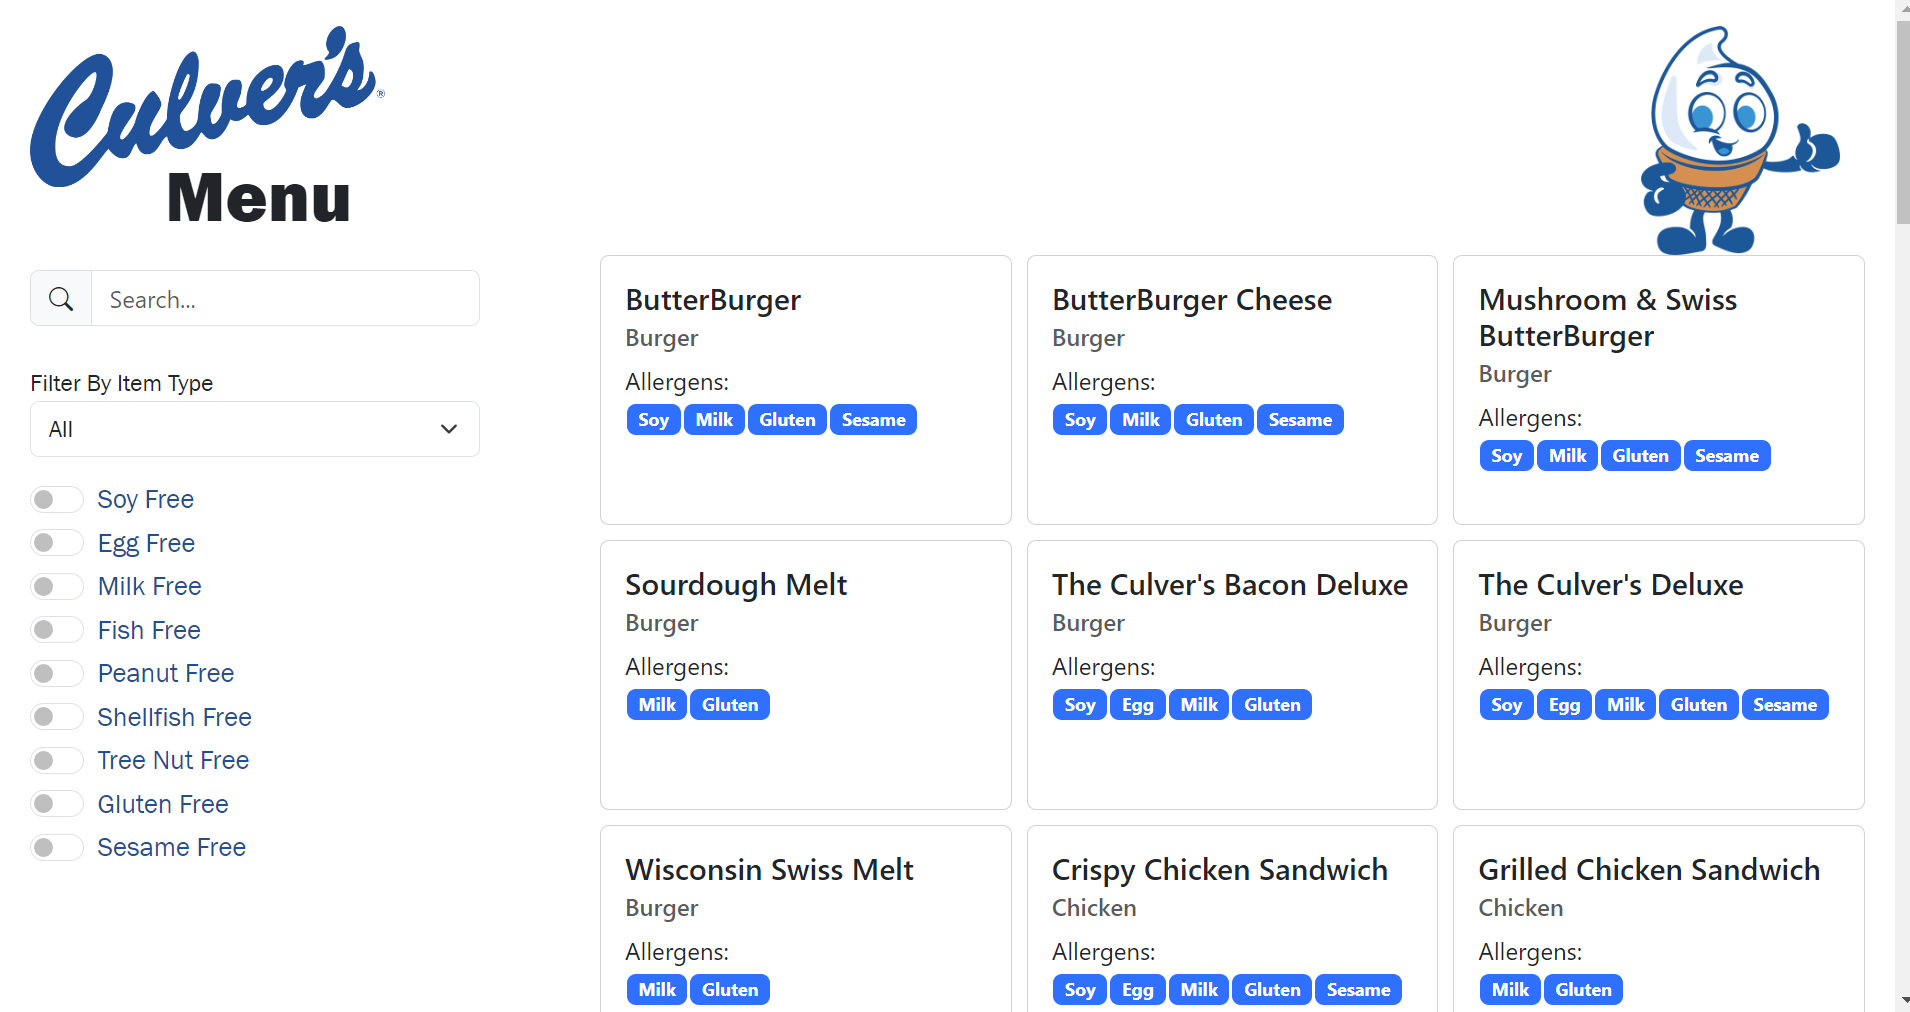 Culver's®
Menu
Search...
Filter By Item Type
All
Soy Free
Egg Free
Milk Free
Fish Free
Peanut Free
Shellfish Free
Tree Nut Free
Gluten Free
Sesame Free
ButterBurger
Burger
Allergens:
Soy Milk Gluten Sesame
ButterBurger Cheese
Burger
Allergens:
Soy Milk Gluten Sesame
Mushroom & Swiss
ButterBurger
Burger
Allergens:
Soy Milk Gluten Sesame
Sourdough Melt
Burger
Allergens:
Milk Gluten
The Culver's Bacon Deluxe
Burger
Allergens:
Soy Egg Milk Gluten
The Culver's Deluxe
Burger
Allergens:
Soy Egg Milk Gluten Sesame
Wisconsin Swiss Melt
Burger
Allergens:
Milk Gluten
Crispy Chicken Sandwich
Chicken
Allergens:
Soy Egg Milk Gluten Sesame
Grilled Chicken Sandwich
Chicken
Allergens:
Milk Gluten